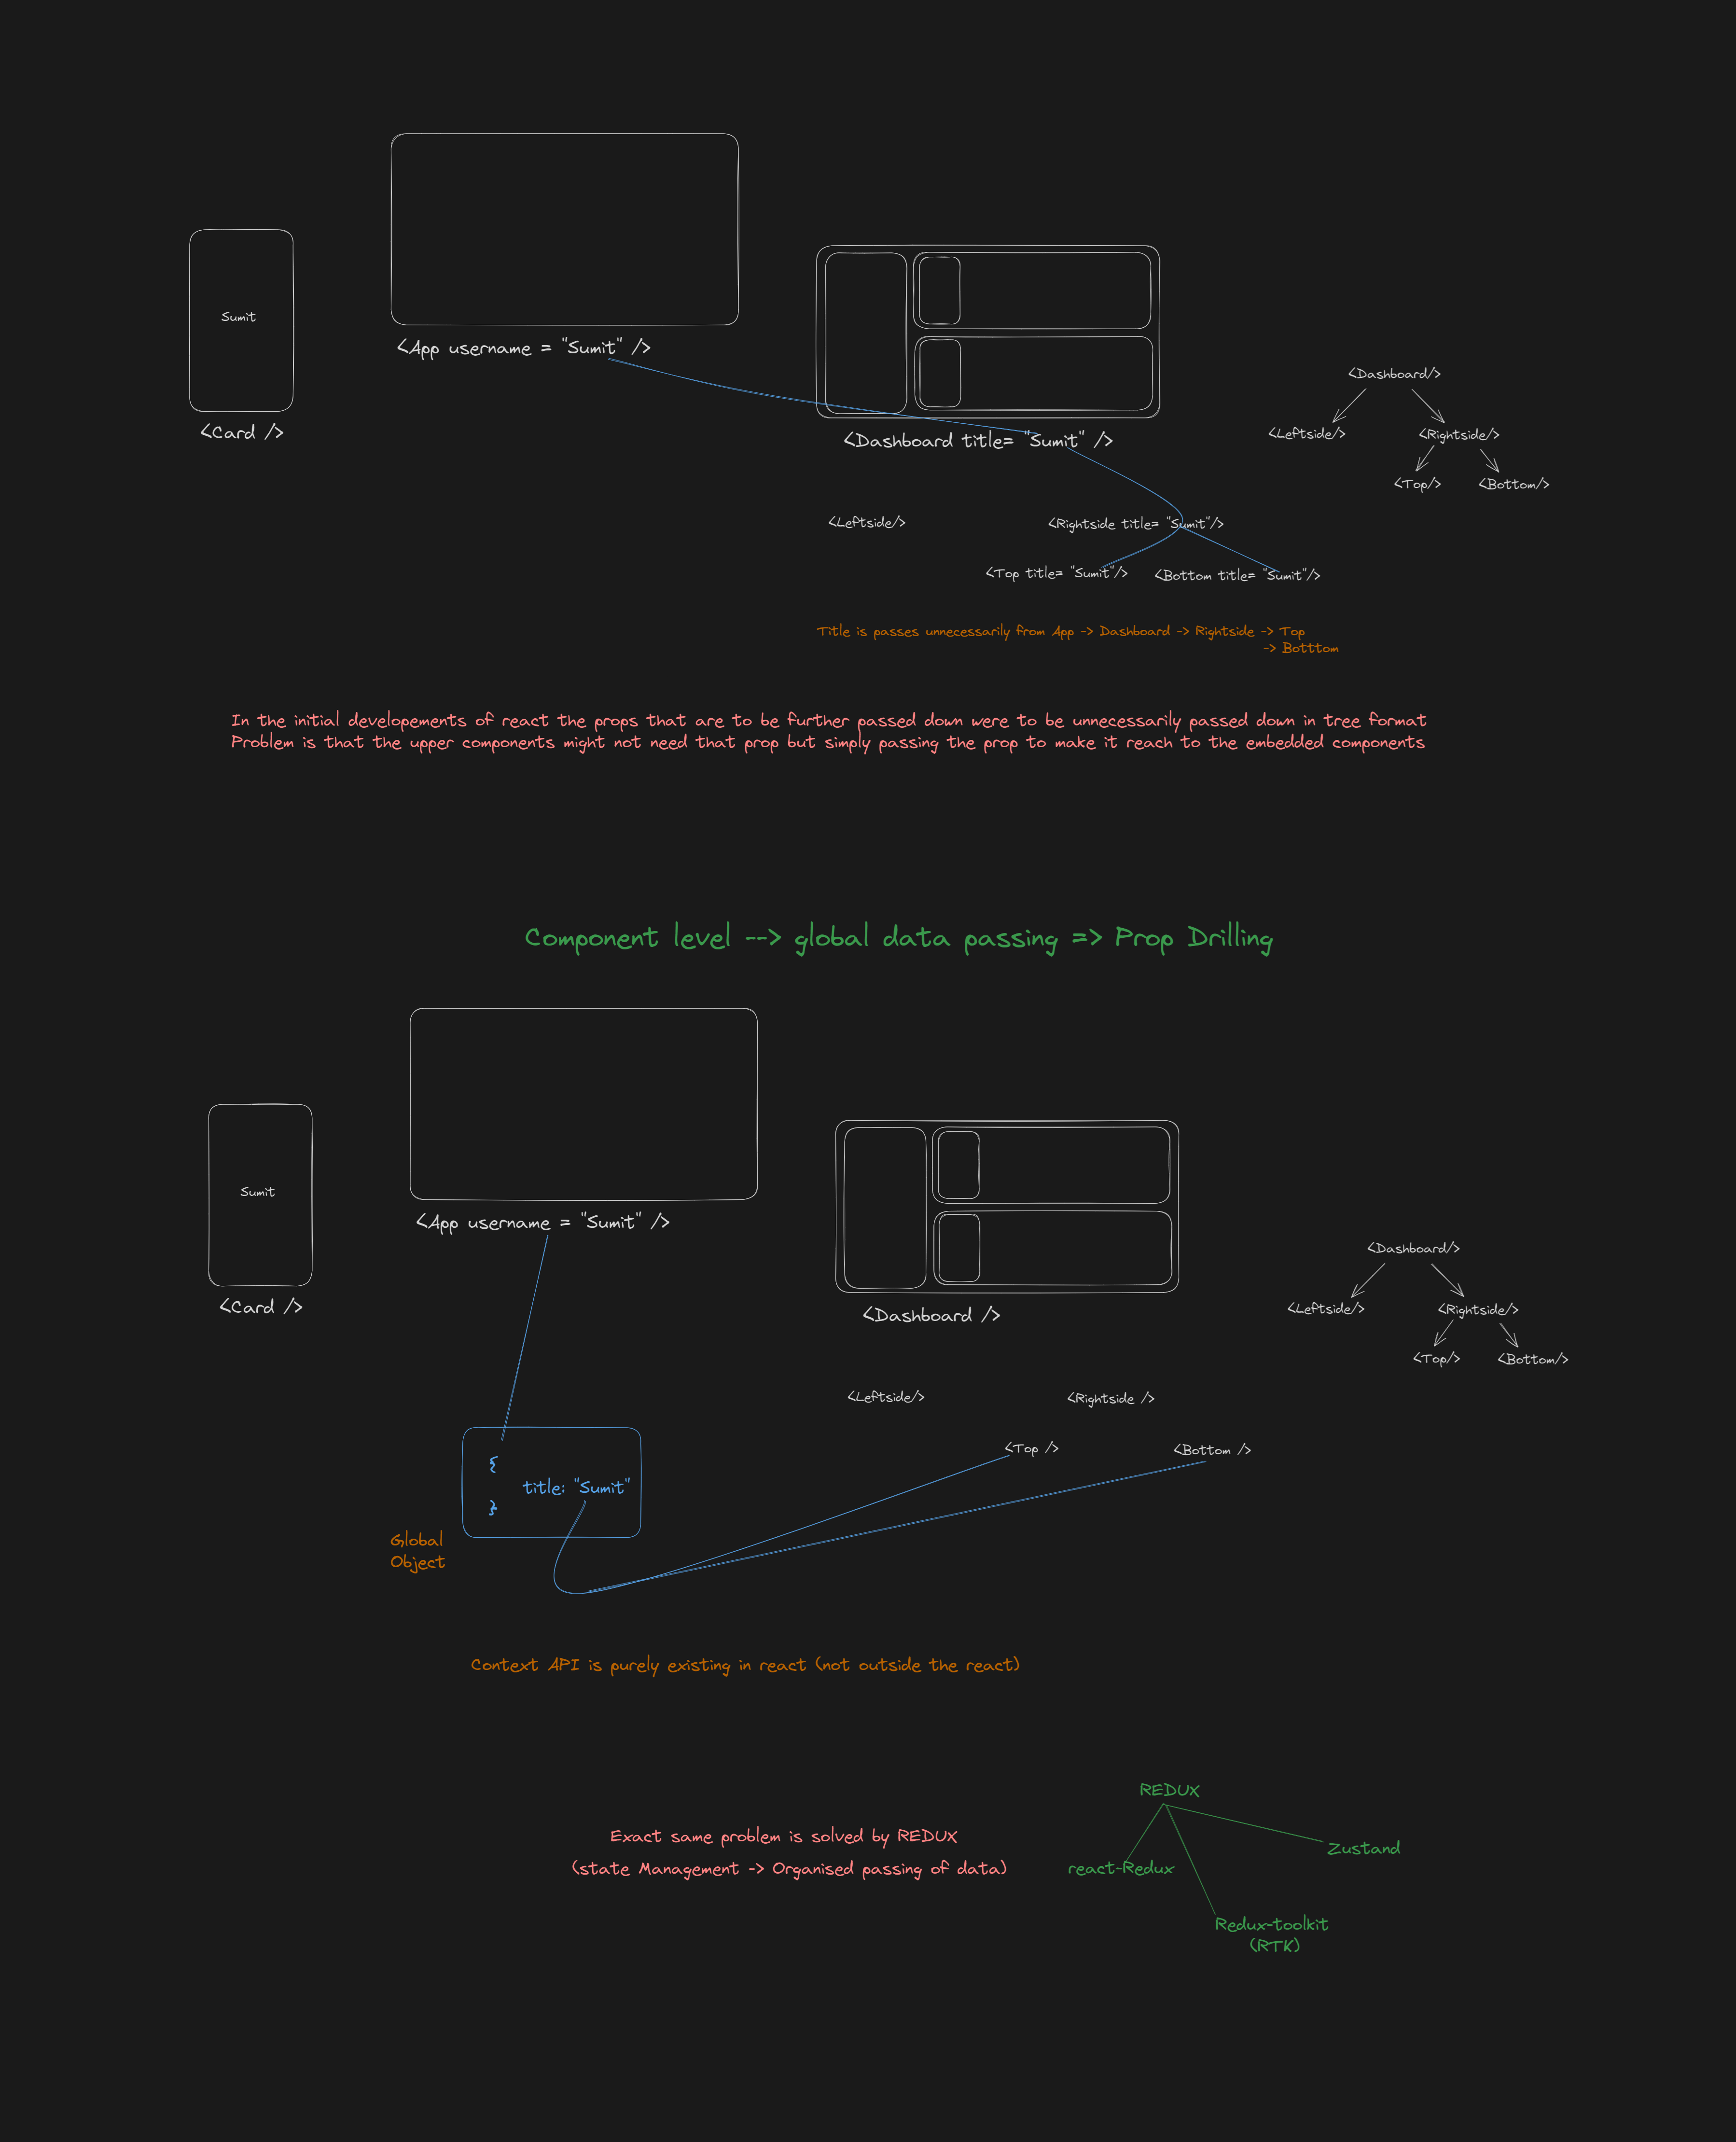 Sumit
<Card />
<App username = "Sumit" />
<Dashboard title= "Sumit" />
<Leftside/>
<Rightside title= "Sumit"/>
<Top title= "Sumit"/>
<Bottom title= "Sumit"/>
<Dashboard/>
<Leftside/>
<Rightside/>
<Top/>
<Bottom/>
Title is passes unnecessarily from App -> Dashboard -> Rightside -> Top
-> Botttom
In the initial developements of react the props that are to be further passed down were to be unnecessarily passed down in tree format
Problem is that the upper components might not need that prop but simply passing the prop to make it reach to the embedded components
Component level --> global data passing => Prop Drilling
Sumit
<Card />
<App username = "Sumit" />
<Dashboard />
<Leftside/>
<Rightside />
<Top />
<Bottom />
<Dashboard/>
<Leftside/>
<Rightside/>
<Top/>
<Bottom/>
{
title: "Sumit"
}
Global
Object
Context API is purely existing in react (not outside the react)
Exact same problem is solved by REDUX
(state Management -> Organised passing of data)
REDUX
react-Redux
Zustand
Redux-toolkit
(RTK)